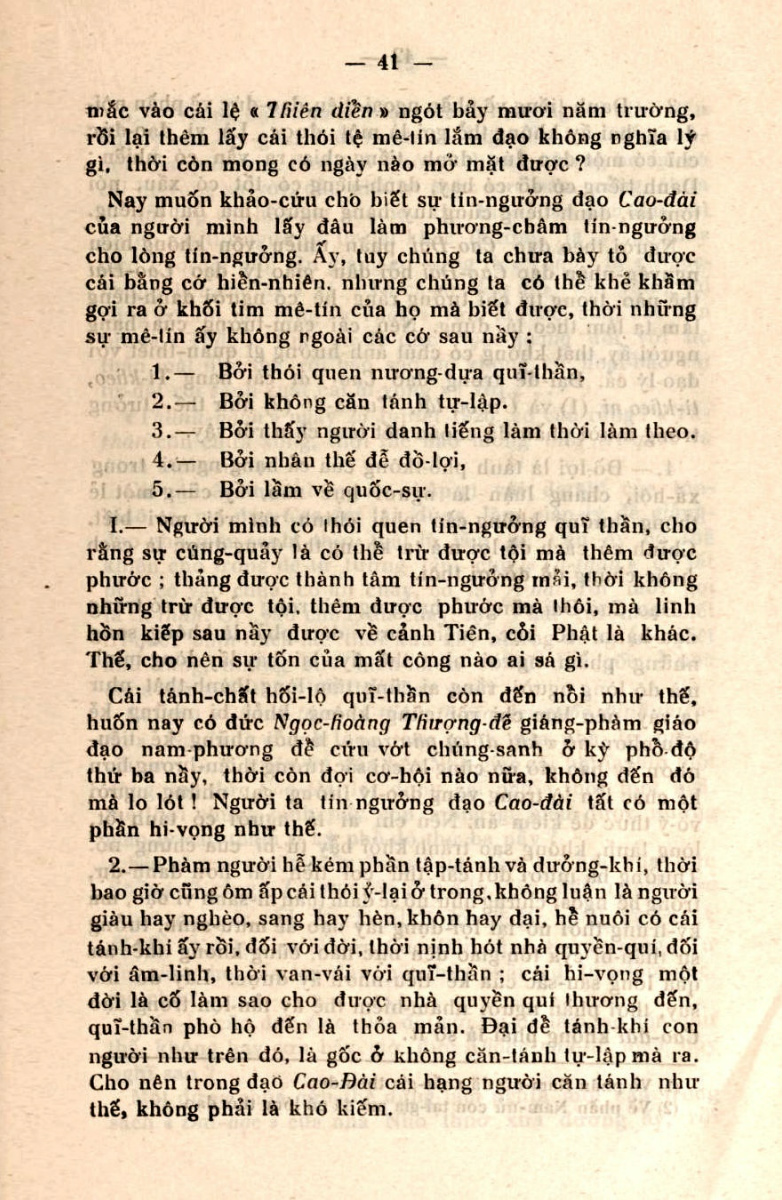 — 41 —
mắc vào cái lệ « Thiên diễn » ngót bảy mươi năm trường,
rồi lại thêm lấy cái thói tệ mê-tín lắm đạo không nghĩa lý
gì, thời còn mong có ngày nào mở mặt được ?
Nay muốn khảo-cứu cho biết sự tín-ngưởng đạo Cao-đài
của người mình lấy đâu làm phương-châm tín-ngưởng
cho lòng tín-ngưởng. Ấy, tuy chúng ta chưa bày tỏ được
cái bằng cớ hiển-nhiên. nhưng chúng ta có thể khẻ khằm
gợi ra ở khối tim mê-tín của họ mà biết được, thời những
sự mê-tín ấy không ngoài các cớ sau nầy :
1.— Bởi thói quen nương-dựa quĩ-thần,
2.— Bởi không căn tánh tự-lập.
3.— Bởi thấy người danh tiếng làm thời làm theo.
4.— Bởi nhân thế để đồ-lợi,
5.— Bởi lầm về quốc-sự.
I.— Người mình có thói quen tín-ngưởng quĩ thần, cho
rằng sự cúng-quảy là có thể trừ được tội mà thêm được
phước ; thảng được thành tâm tín-ngưởng mải, thời không
những trừ được tội. thêm được phước mà thôi, mà linh
hồn kiếp sau nầy được về cảnh Tiên, cỏi Phật là khác.
Thế, cho nên sự tốn của mất công nào ai sá gì.
Cái tánh-chất hối-lộ quĩ-thần còn đến nồi như thế,
huốn nay có đức Ngọc-hoàng Thượng-đế giáng-phàm giáo
đạo nam-phương để cứu vớt chúng-sanh ở kỳ phổ-độ
thứ ba nầy, thời còn đợi cơ-hội nào nữa, không đến đó
mà lo lót ! Người ta tín ngưởng đạo Cao-đài tất có một
phần hi-vọng như thế.
2.—Phàm người hễ kém phần tập-tánh và dưởng-khí, thời
bao giờ cũng ôm ấp cái thói ỷ-lại ở trong, không luận là người
giàu hay nghèo, sang hay hèn, khôn hay dại, hễ nuôi có cái
tánh-khí ấy rồi, đối với đời, thời nịnh hót nhà quyền-quí, đối
với âm-linh, thời van-vái với quĩ-thần ; cái hi-vọng một
đời là cố làm sao cho được nhà quyền quí thương đến,
quĩ-thần phò hộ đến là thỏa mản. Đại để tánh-khí con
người như trên đó, là gốc ở không căn-tánh tự-lập mà ra.
Cho nên trong đạo Cao-Đài cái hạng người căn tánh như
thế, không phải là khó kiếm.